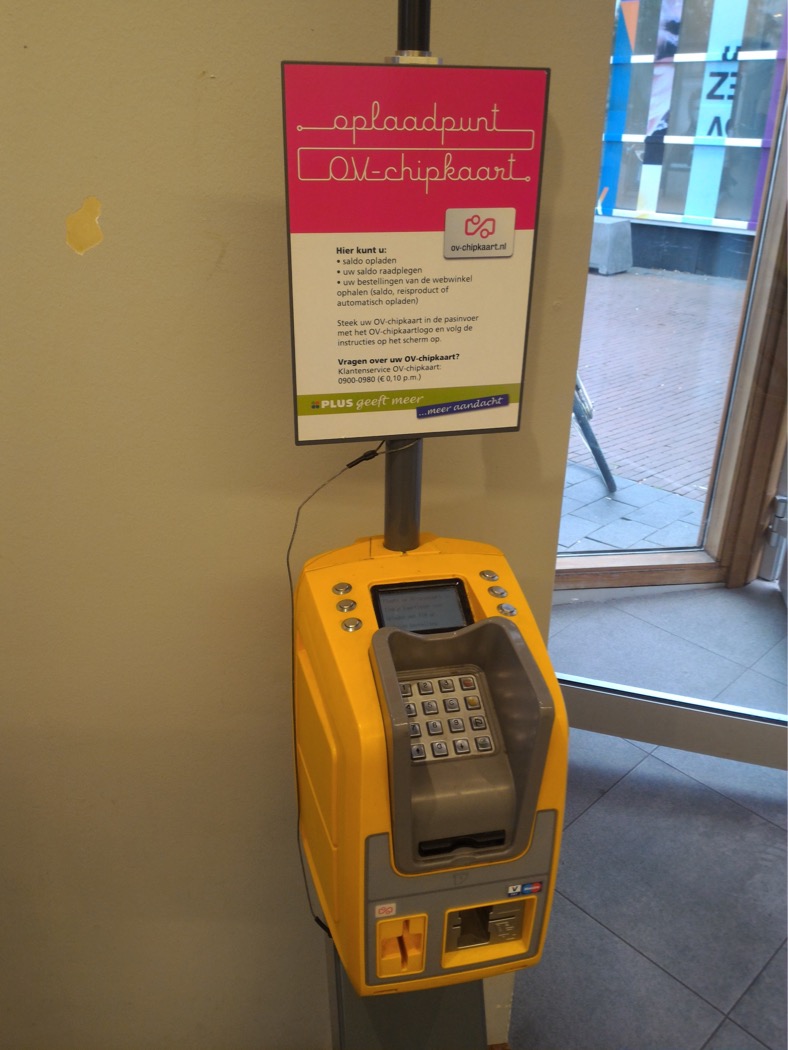 oplaadpunt
OV-chipkaart
ov-chipkaart.nl
Hier kunt u:
• saldo opladen
• uw saldo raadplegen
• uw bestellingen van de webwinkel
ophalen (saldo, reisproduct of
automatisch opladen)
Steek uw OV-chipkaart in de pasinvoer
met het OV-chipkaartlogo en volg de
instructies op het scherm op.
Vragen over uw OV-chipkaart?
Klantenservice OV-chipkaart:
0900-0980 (€ 0,10 p.m.)
PLUS geeft meer
...meer aandacht